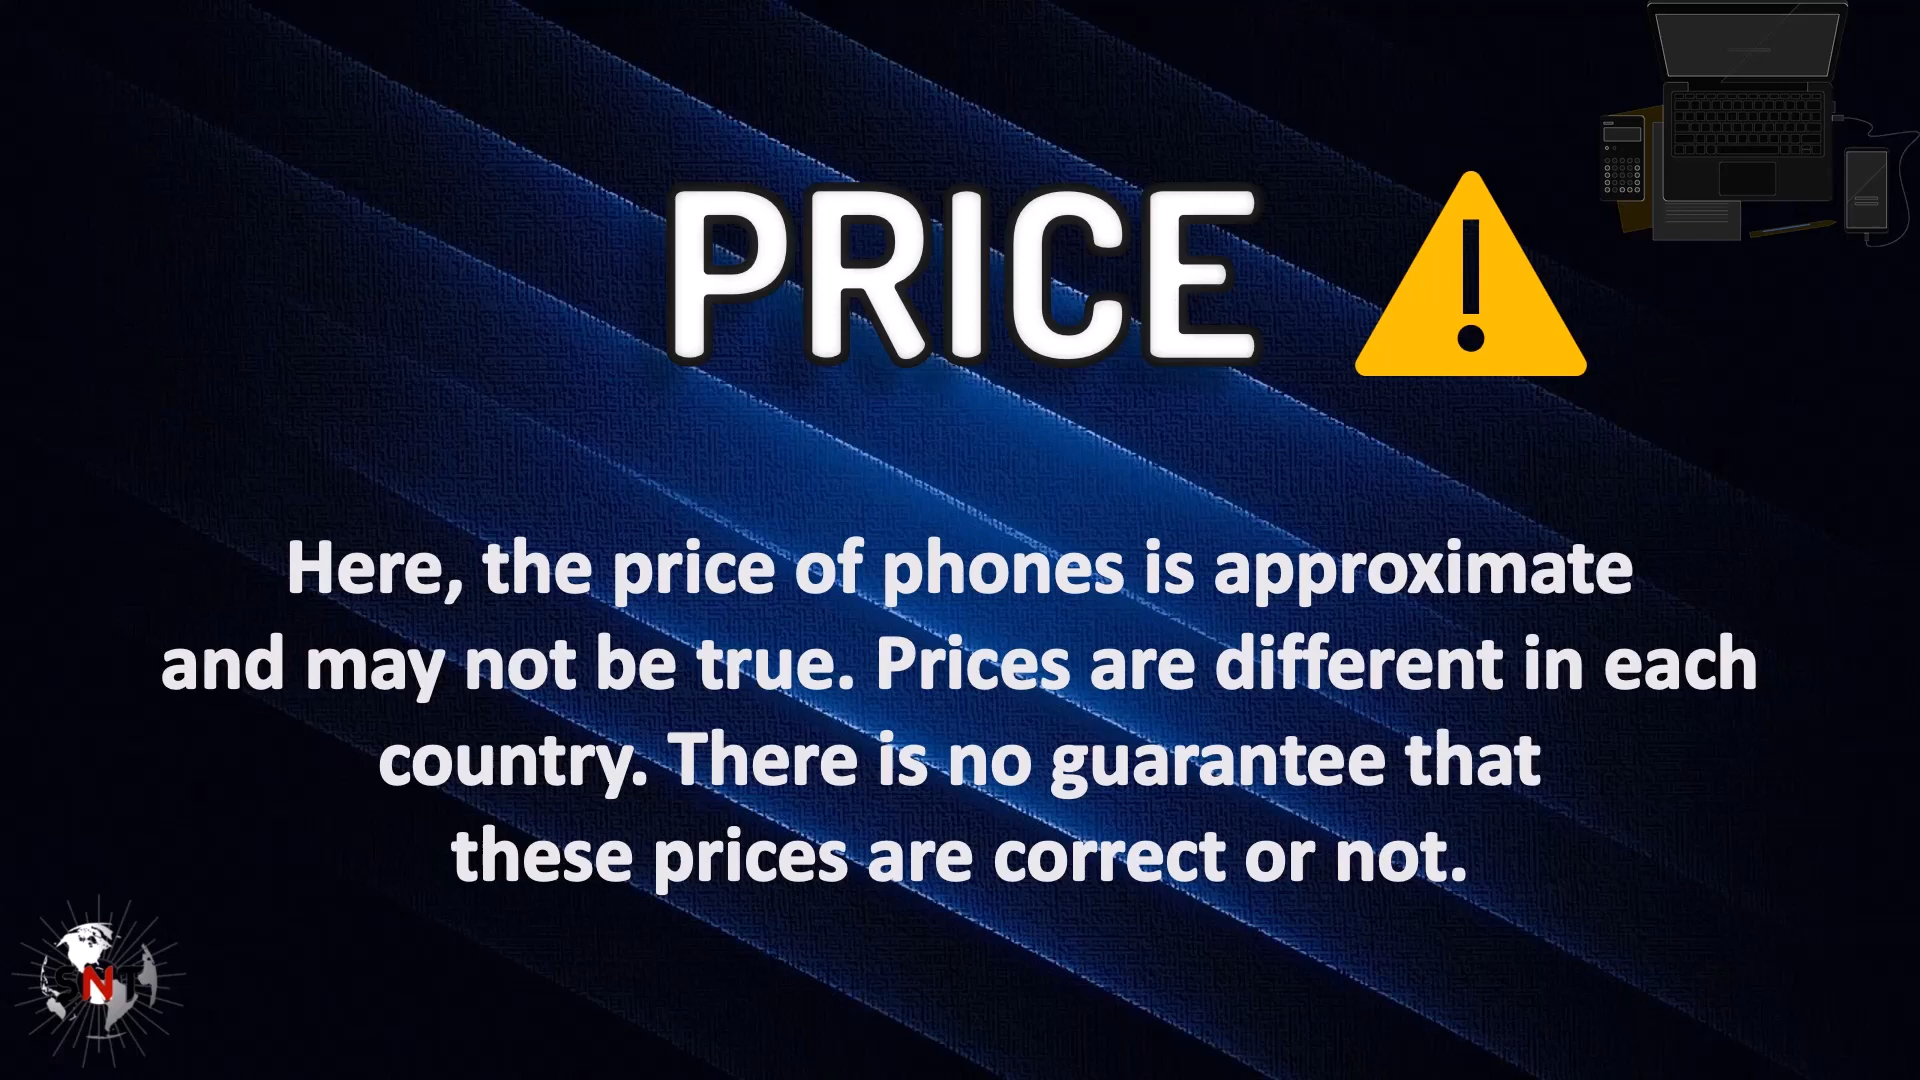 PRICE
Here, the price of phones is approximate
and may not be true. Prices are different in each
country. There is no guarantee that
these prices are correct or not.
SNT